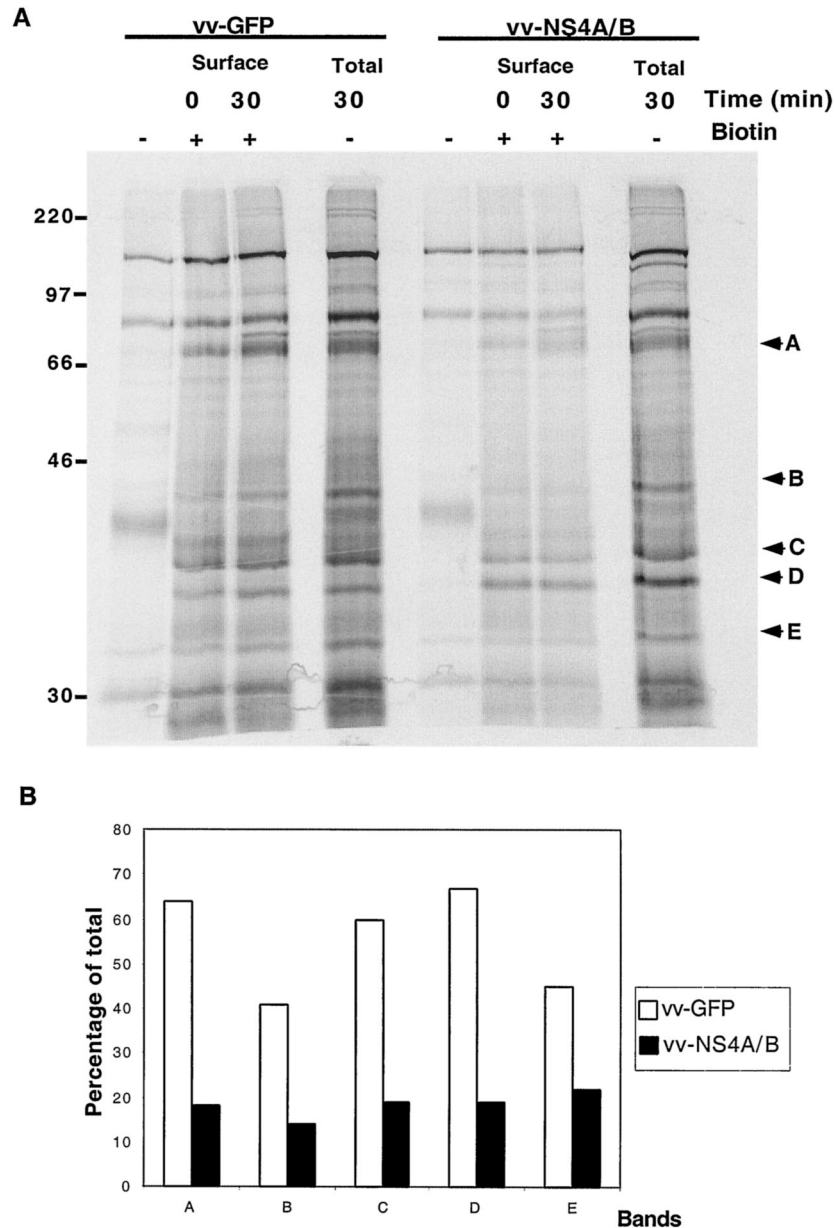 A
vv-GFP vv-NS4A/B
Surface Total Surface Total
0 30 30 0 30 30 Time (min)
- + + - - + + - Biotin
220
97
66
46
30
A
B
C
D
E
B
80
70
60
50
40
30
20
10
0
Percentage of total
A B C D E Bands
vv-GFP
vv-NS4A/B